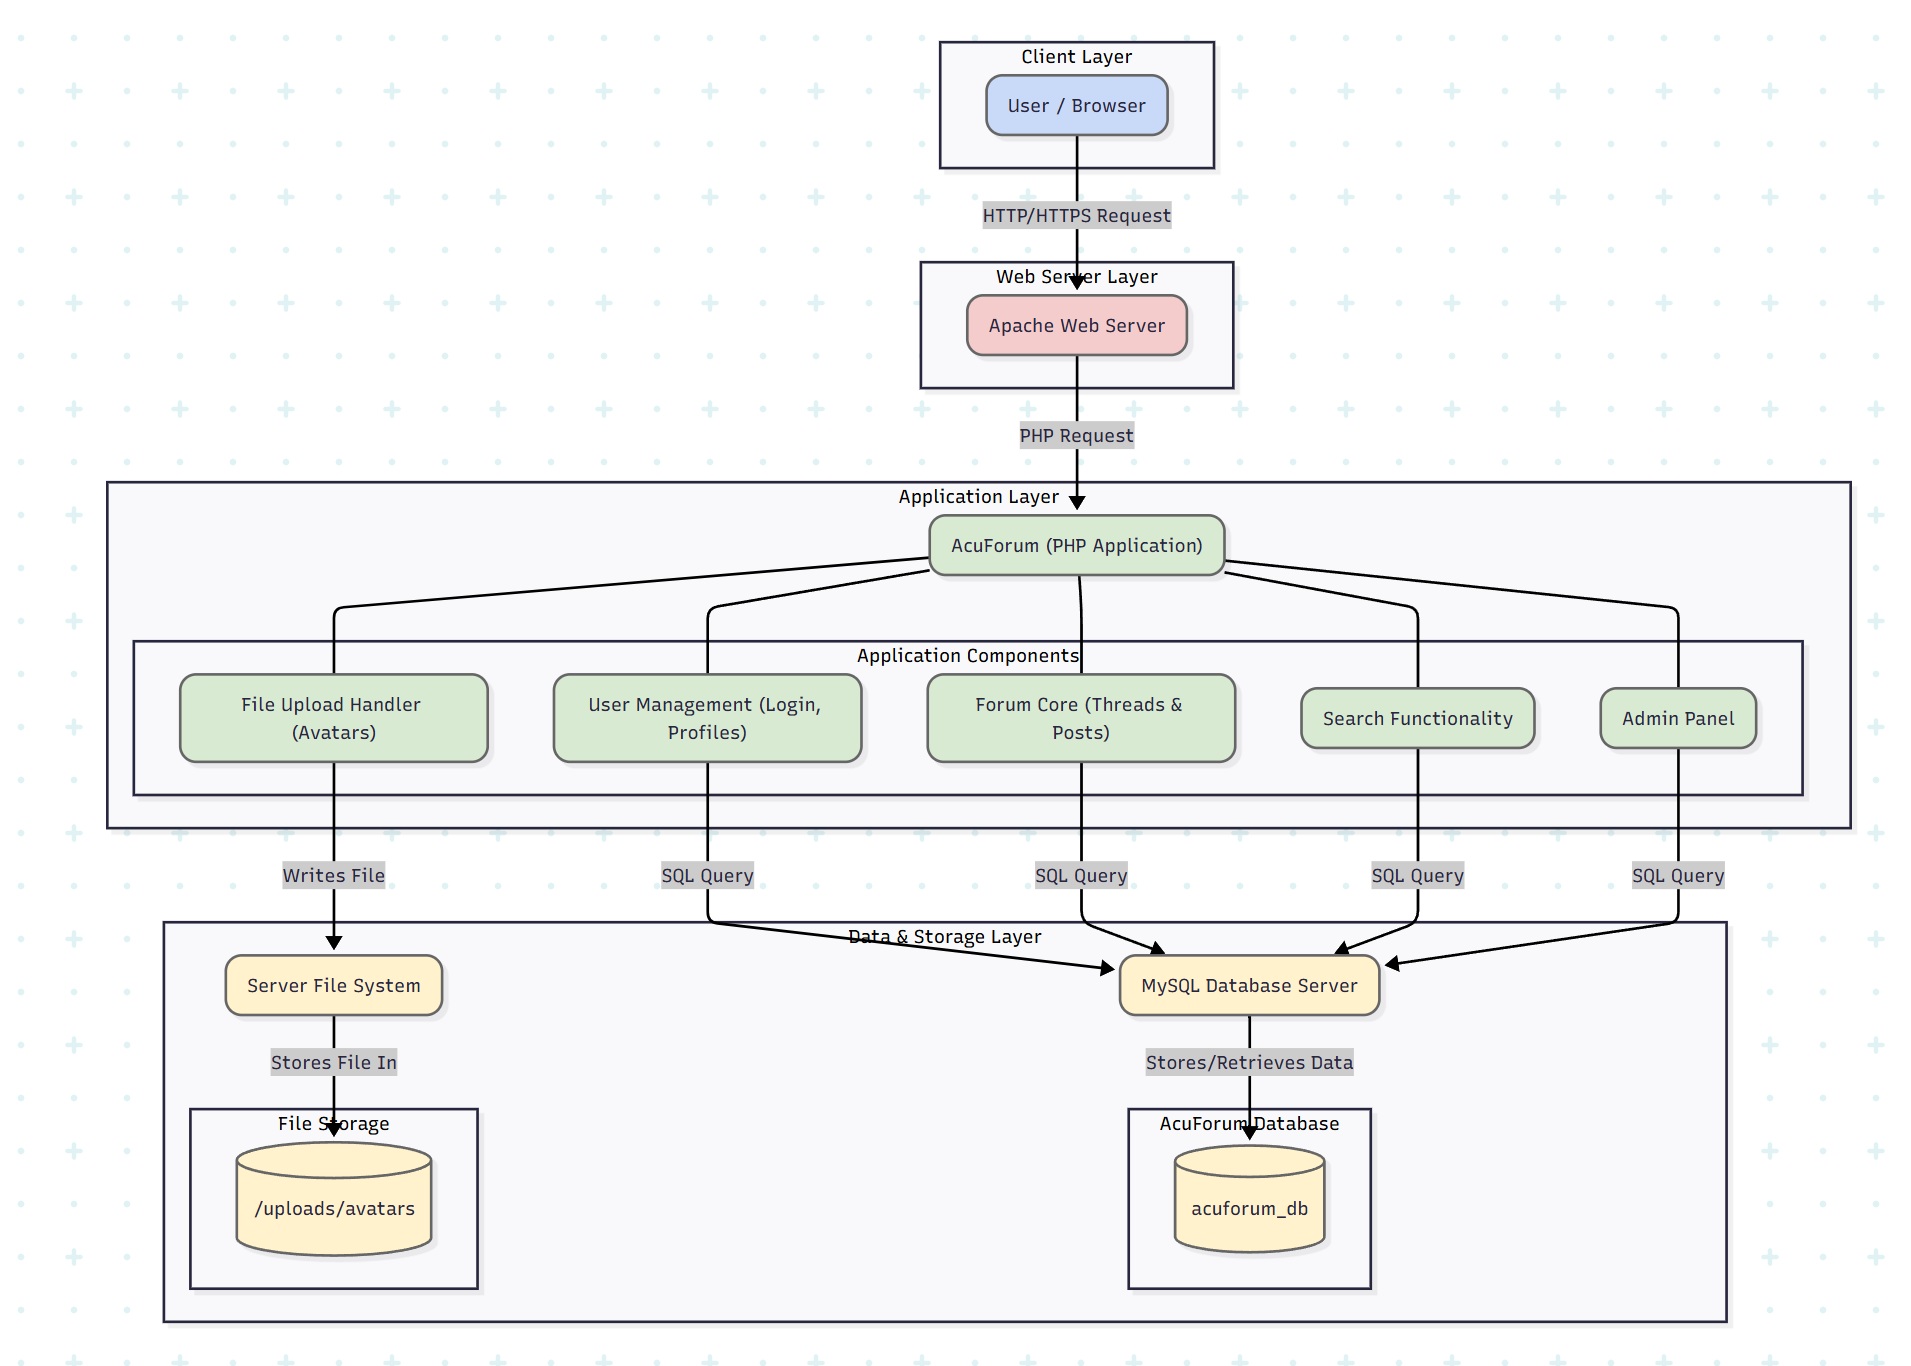 Client Layer
User / Browser
HTTP/HTTPS Request
Web Server Layer
Apache Web Server
PHP Request
Application Layer
AcuForum (PHP Application)
Application Components
File Upload Handler
(Avatars)
User Management (Login,
Profiles)
Forum Core (Threads &
Posts)
Search Functionality
Admin Panel
Writes File
SQL Query
SQL Query
SQL Query
SQL Query
Data & Storage Layer
Server File System
MySQL Database Server
Stores File In
Stores/Retrieves Data
File Storage
AcuForum Database
/uploads/avatars
acuforum_db